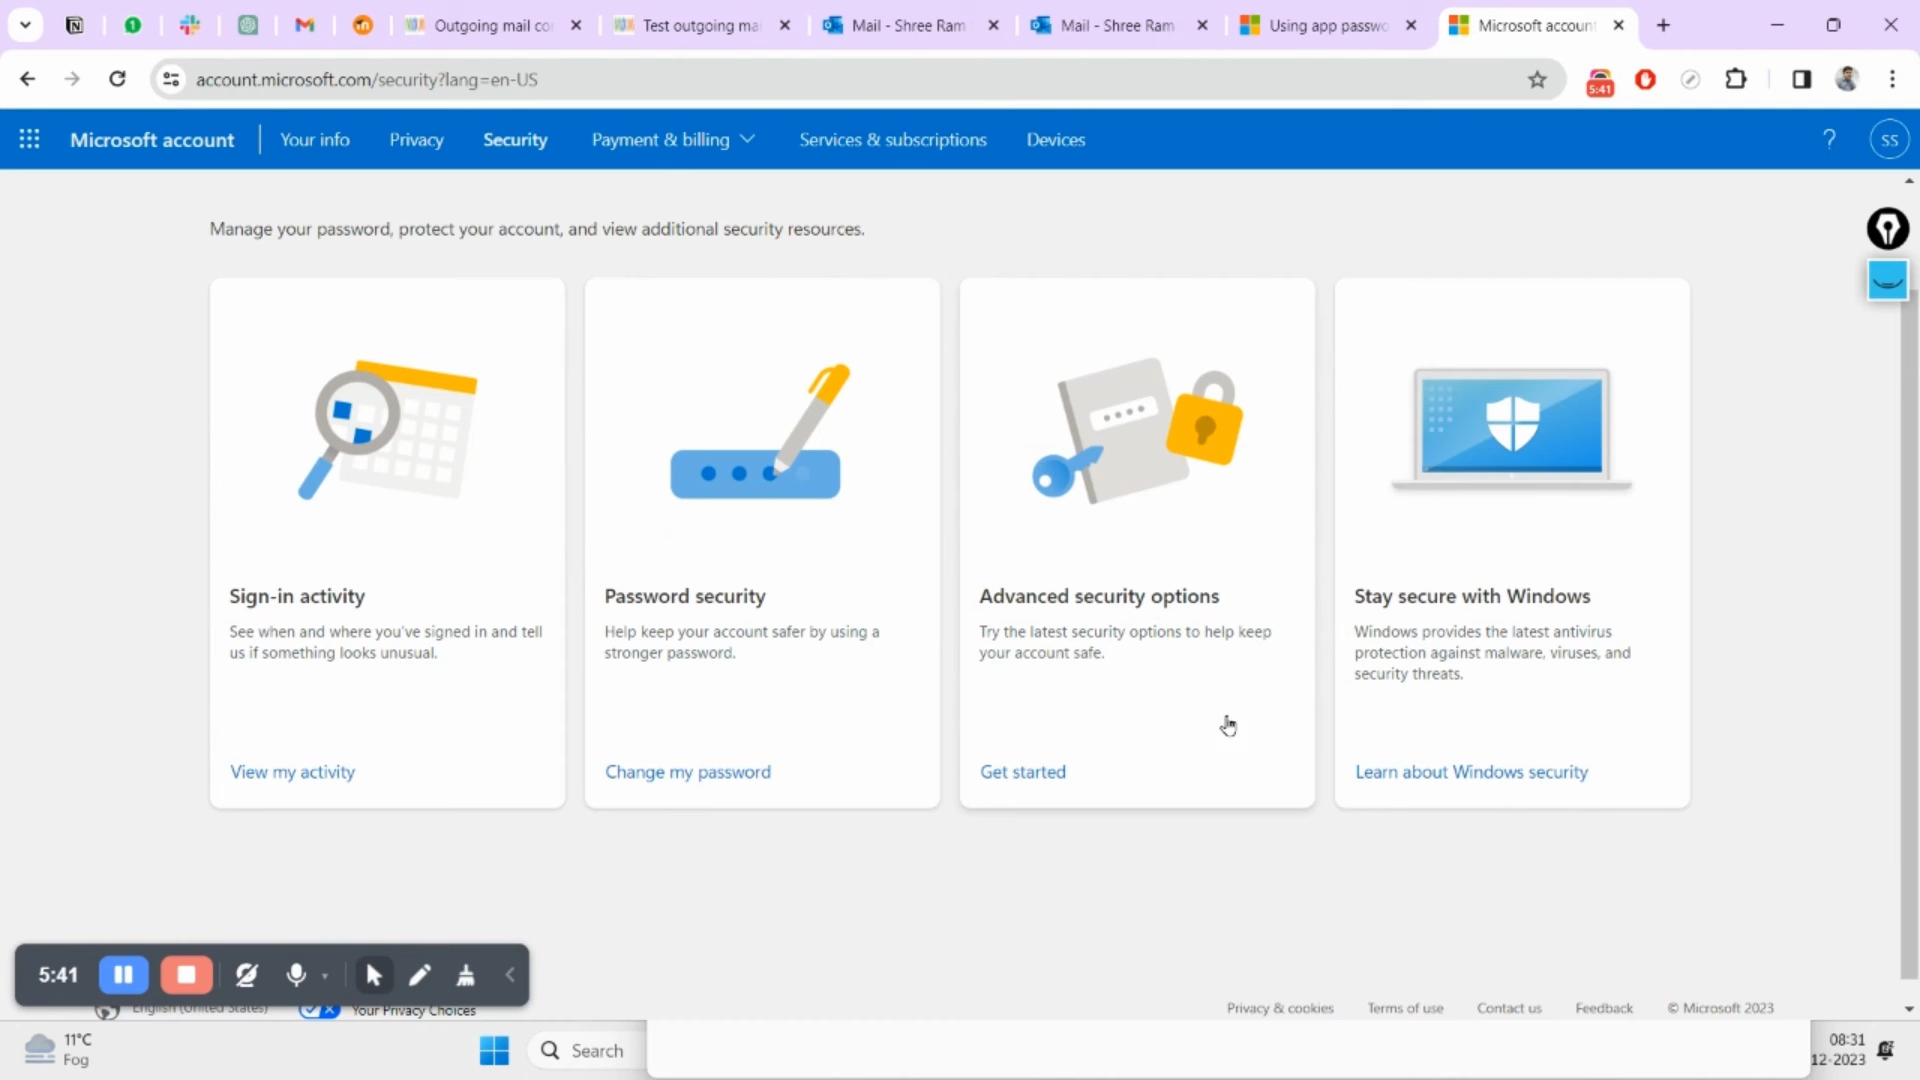 Outgoing mail co
Test outgoing ma
Mail - Shree Ram
Mail - Shree Ram
Using app passwo
Microsoft accoun
account.microsoft.com/security?lang=en-US
5:41
Microsoft account
Your info
Privacy
Security
Payment & billing
Services & subscriptions
Devices
?
SS
Manage your password, protect your account, and view additional security resources.
Sign-in activity
See when and where you've signed in and tell
us if something looks unusual.
View my activity
Password security
Help keep your account safer by using a
stronger password.
Change my password
Advanced security options
Try the latest security options to help keep
your account safe.
Get started
Stay secure with Windows
Windows provides the latest antivirus
protection against malware, viruses, and
security threats.
Learn about Windows security
5:41
English (United States)
Your Privacy Choices
Privacy & cookies
Terms of use
Contact us
Feedback
© Microsoft 2023
11°C
Fog
Search
08:31
12-2023